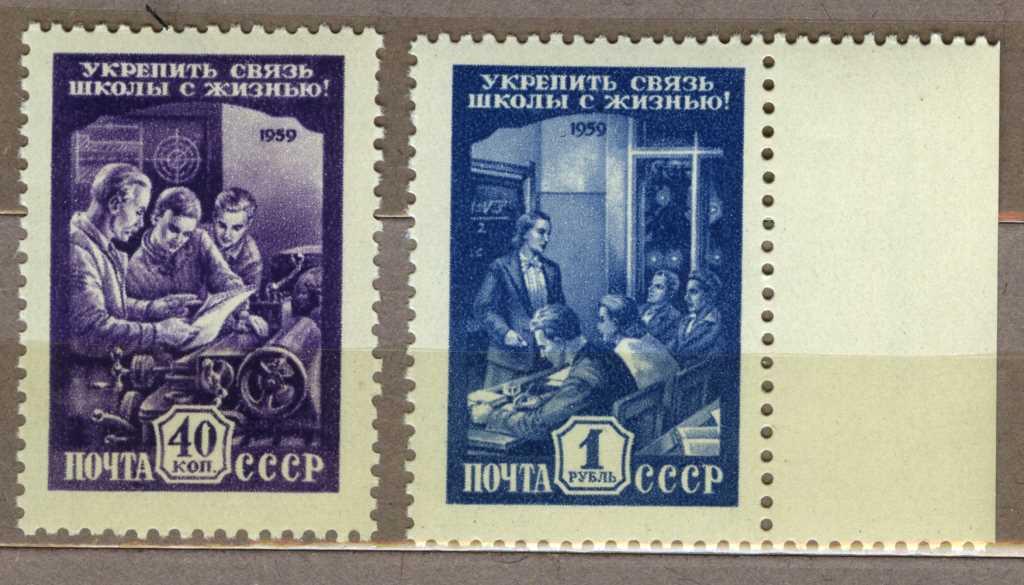 УКРЕПИТЬ СВЯЗЬ
ШКОЛЫ С ЖИЗНЬЮ!
1959
40
КОП.
ПОЧТА СССР
УКРЕПИТЬ СВЯЗЬ
ШКОЛЫ С ЖИЗНЬЮ!
1959
1
РУБЛЬ
ПОЧТА СССР